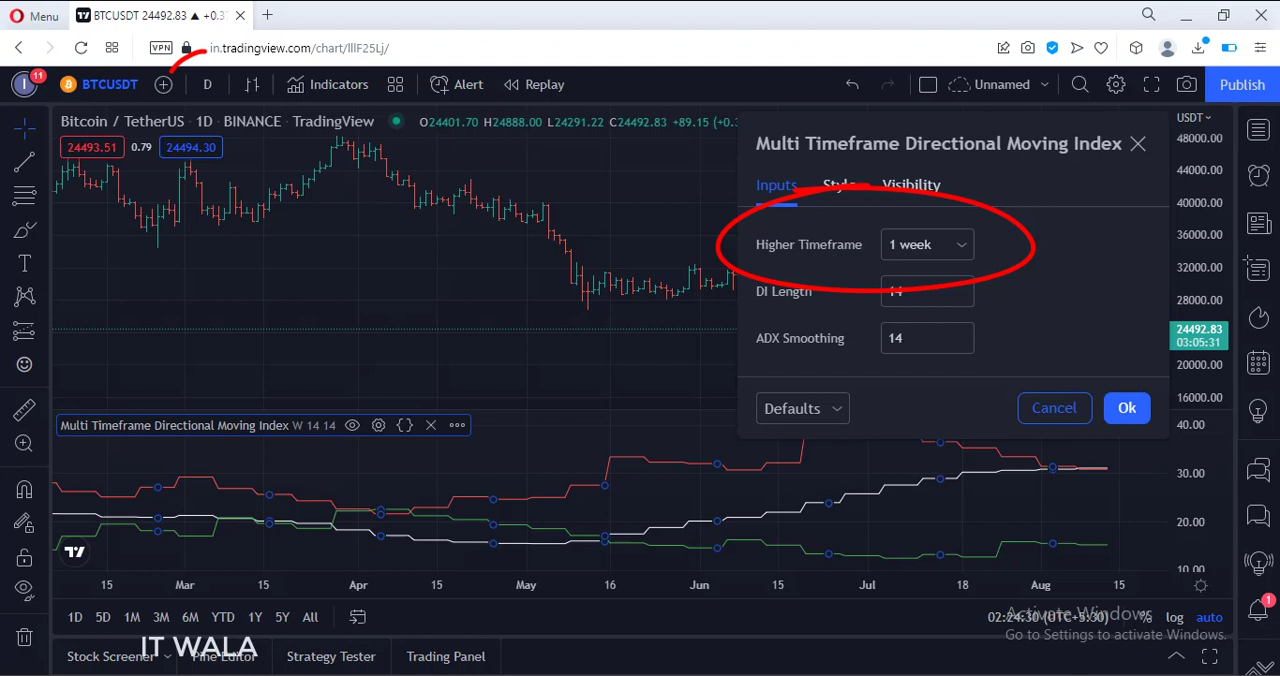 Menu
BTCUSDT 24492.83 ▲ +0.3
VPN
in.tradingview.com/chart/lllF25Lj/
I 11
BTCUSDT
D
Indicators
Alert
Replay
Unnamed
Publish
Bitcoin / TetherUS · 1D · BINANCE · TradingView
O24401.70 H24888.00 L24291.22 C24492.83 +89.15 (+0.3
24493.51 0.79 24494.30
USDT
48000.00
44000.00
40000.00
36000.00
32000.00
28000.00
24492.83
03:05:31
20000.00
16000.00
Multi Timeframe Directional Moving Index
Inputs Style Visibility
Higher Timeframe 1 week
DI Length 14
ADX Smoothing 14
Defaults Cancel Ok
Multi Timeframe Directional Moving Index W 14 14
40.00
30.00
20.00
10.00
15 Mar 15 Apr 15 May 16 Jun 15 Jul 18 Aug 15
1D 5D 1M 3M 6M YTD 1Y 5Y All
02:24:30 (UTC+5:30) % log auto
Activate Windows
Go to Settings to activate Windows.
1
IT WALA
Stock Screener Pine Editor Strategy Tester Trading Panel